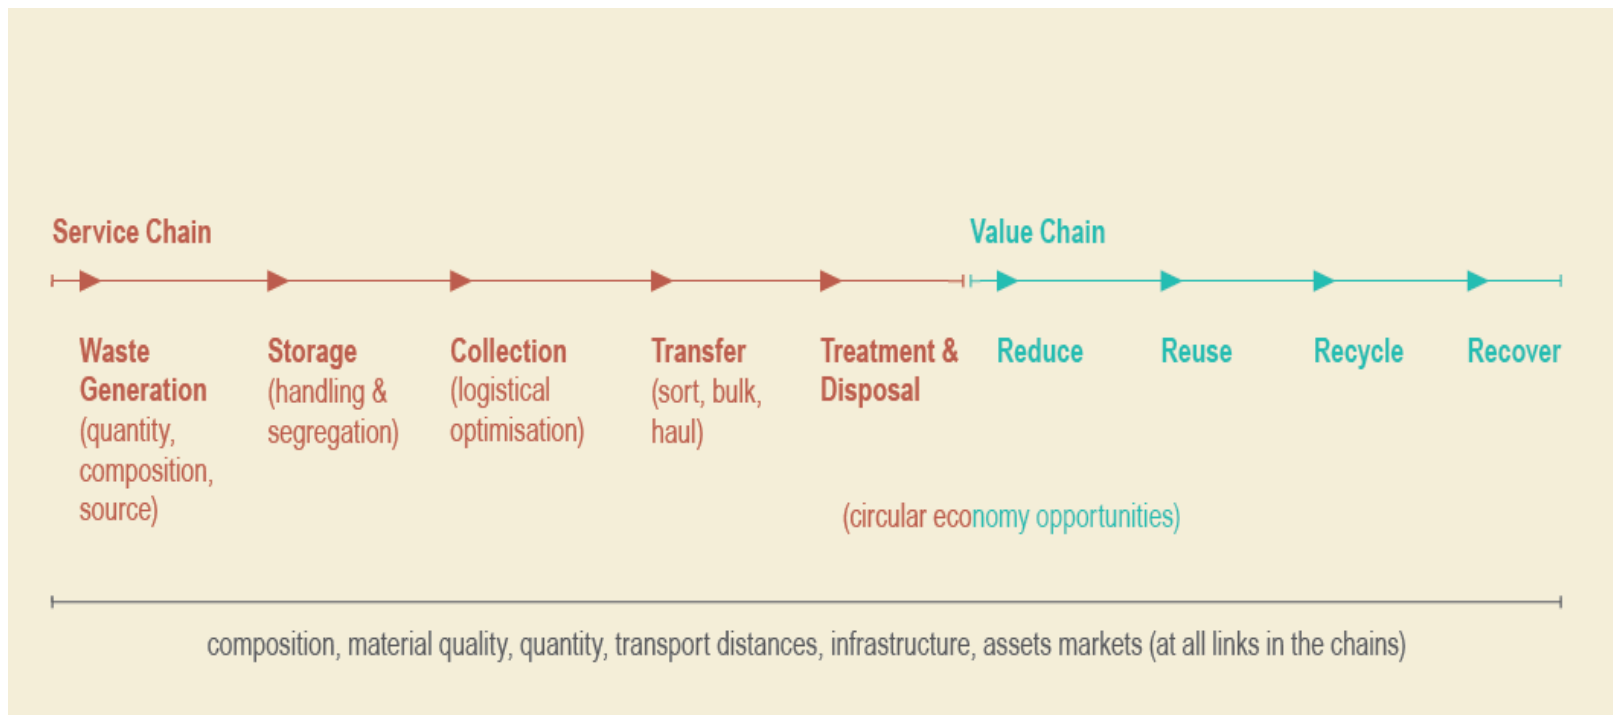 Service Chain
Value Chain
Waste
Generation
(quantity,
composition,
source)
Storage
(handling &
segregation)
Collection
(logistical
optimisation)
Transfer
(sort, bulk,
haul)
Treatment &
Disposal
Reduce
Reuse
Recycle
Recover
(circular economy opportunities)
composition, material quality, quantity, transport distances, infrastructure, assets markets (at all links in the chains)